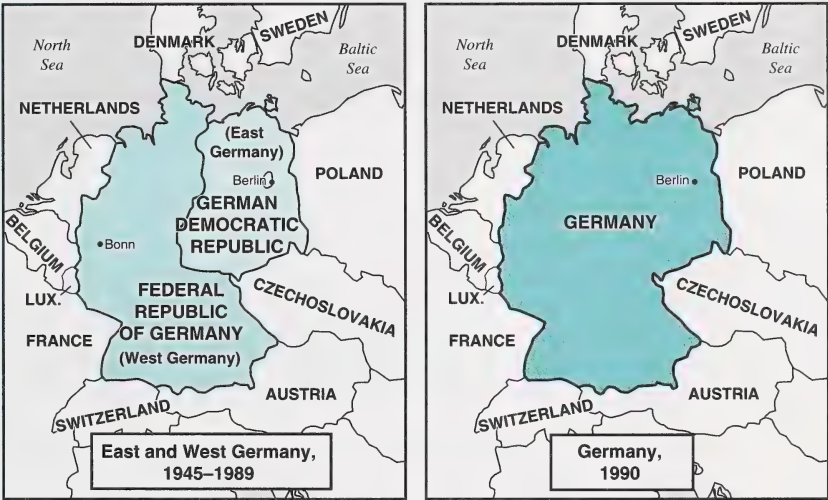 North
Sea
DENMARK
SWEDEN
Baltic
Sea
NETHERLANDS
(East
Germany)
POLAND
Berlin
GERMAN
DEMOCRATIC
REPUBLIC
BELGIUM
Bonn
LUX.
FEDERAL
REPUBLIC
OF GERMANY
(West Germany)
CZECHOSLOVAKIA
FRANCE
AUSTRIA
SWITZERLAND
East and West Germany,
1945–1989
North
Sea
DENMARK
SWEDEN
Baltic
Sea
NETHERLANDS
POLAND
Berlin
GERMANY
BELGIUM
LUX.
CZECHOSLOVAKIA
FRANCE
AUSTRIA
SWITZERLAND
Germany,
1990